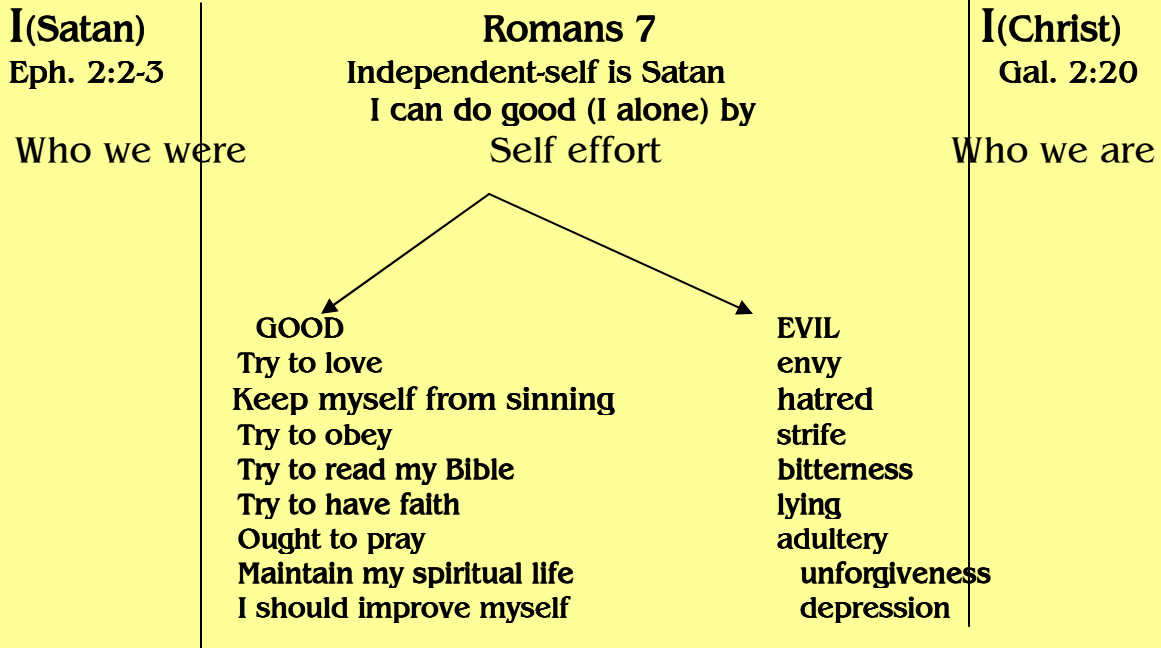 I(Satan)
Eph. 2:2-3
Who we were
Romans 7
Independent-self is Satan
I can do good (I alone) by
Self effort
I(Christ)
Gal. 2:20
Who we are
GOOD
Try to love
Keep myself from sinning
Try to obey
Try to read my Bible
Try to have faith
Ought to pray
Maintain my spiritual life
I should improve myself
EVIL
envy
hatred
strife
bitterness
lying
adultery
unforgiveness
depression